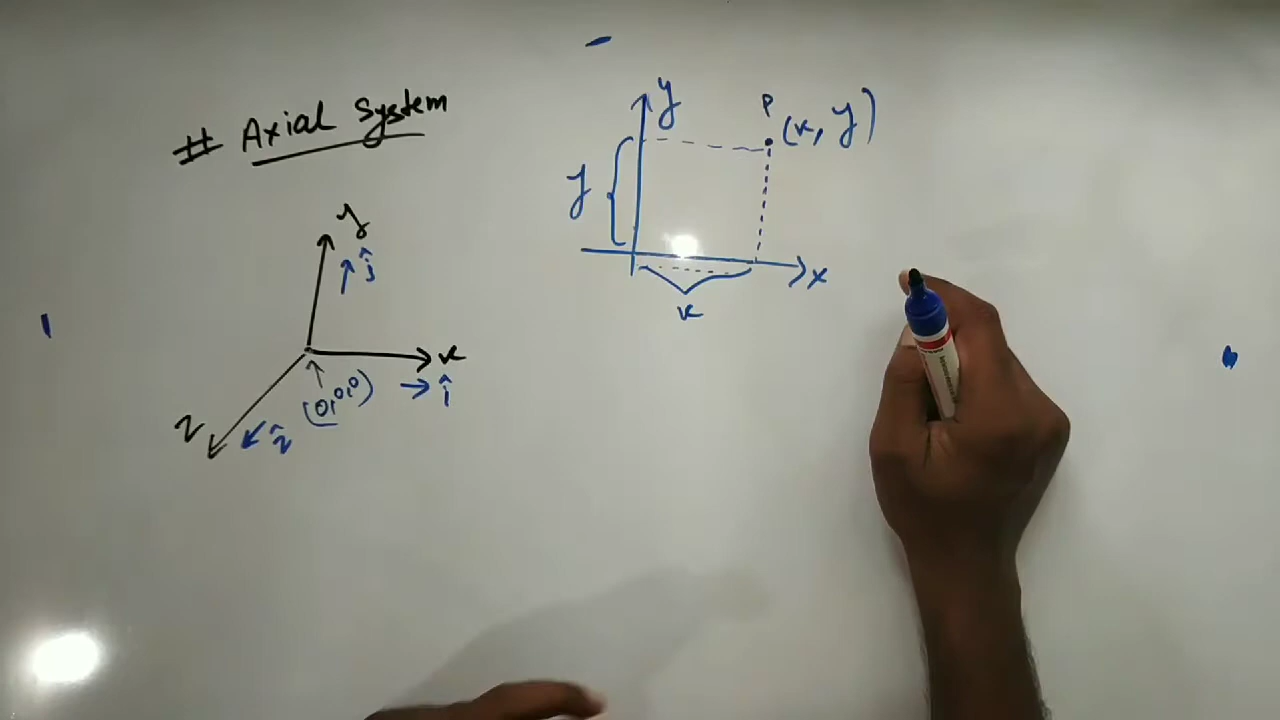 # Axial System
y
ĵ
x
(0,0,0)
î
z
ẑ
y
P
(x, y)
y
x
x